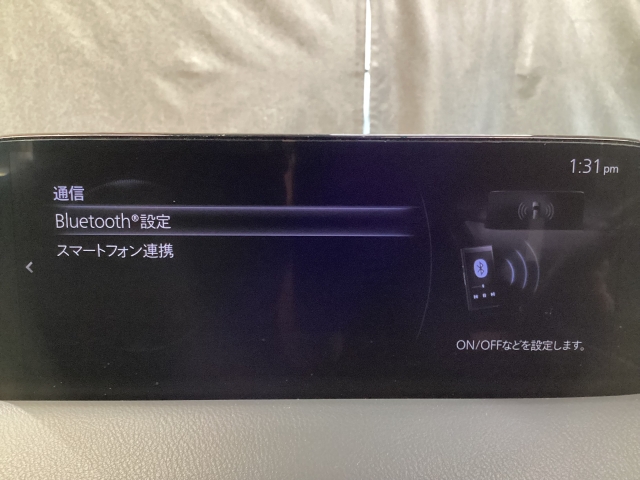 1:31 pm
通信
Bluetooth®設定
スマートフォン連携
ON/OFFなどを設定します。